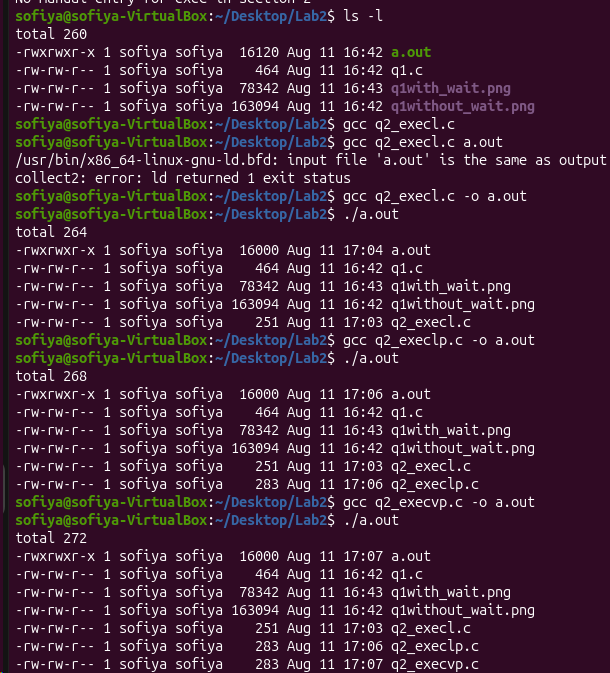 No manual entry for exec in section 2
sofiya@sofiya-VirtualBox:~/Desktop/Lab2$ ls -l
total 260
-rwxrwxr-x 1 sofiya sofiya  16120 Aug 11 16:42 a.out
-rw-rw-r-- 1 sofiya sofiya    464 Aug 11 16:42 q1.c
-rw-rw-r-- 1 sofiya sofiya  78342 Aug 11 16:43 q1with_wait.png
-rw-rw-r-- 1 sofiya sofiya 163094 Aug 11 16:42 q1without_wait.png
sofiya@sofiya-VirtualBox:~/Desktop/Lab2$ gcc q2_execl.c
sofiya@sofiya-VirtualBox:~/Desktop/Lab2$ gcc q2_execl.c a.out
/usr/bin/x86_64-linux-gnu-ld.bfd: input file 'a.out' is the same as output
collect2: error: ld returned 1 exit status
sofiya@sofiya-VirtualBox:~/Desktop/Lab2$ gcc q2_execl.c -o a.out
sofiya@sofiya-VirtualBox:~/Desktop/Lab2$ ./a.out
total 264
-rwxrwxr-x 1 sofiya sofiya  16000 Aug 11 17:04 a.out
-rw-rw-r-- 1 sofiya sofiya    464 Aug 11 16:42 q1.c
-rw-rw-r-- 1 sofiya sofiya  78342 Aug 11 16:43 q1with_wait.png
-rw-rw-r-- 1 sofiya sofiya 163094 Aug 11 16:42 q1without_wait.png
-rw-rw-r-- 1 sofiya sofiya    251 Aug 11 17:03 q2_execl.c
sofiya@sofiya-VirtualBox:~/Desktop/Lab2$ gcc q2_execlp.c -o a.out
sofiya@sofiya-VirtualBox:~/Desktop/Lab2$ ./a.out
total 268
-rwxrwxr-x 1 sofiya sofiya  16000 Aug 11 17:06 a.out
-rw-rw-r-- 1 sofiya sofiya    464 Aug 11 16:42 q1.c
-rw-rw-r-- 1 sofiya sofiya  78342 Aug 11 16:43 q1with_wait.png
-rw-rw-r-- 1 sofiya sofiya 163094 Aug 11 16:42 q1without_wait.png
-rw-rw-r-- 1 sofiya sofiya    251 Aug 11 17:03 q2_execl.c
-rw-rw-r-- 1 sofiya sofiya    283 Aug 11 17:06 q2_execlp.c
sofiya@sofiya-VirtualBox:~/Desktop/Lab2$ gcc q2_execvp.c -o a.out
sofiya@sofiya-VirtualBox:~/Desktop/Lab2$ ./a.out
total 272
-rwxrwxr-x 1 sofiya sofiya  16000 Aug 11 17:07 a.out
-rw-rw-r-- 1 sofiya sofiya    464 Aug 11 16:42 q1.c
-rw-rw-r-- 1 sofiya sofiya  78342 Aug 11 16:43 q1with_wait.png
-rw-rw-r-- 1 sofiya sofiya 163094 Aug 11 16:42 q1without_wait.png
-rw-rw-r-- 1 sofiya sofiya    251 Aug 11 17:03 q2_execl.c
-rw-rw-r-- 1 sofiya sofiya    283 Aug 11 17:06 q2_execlp.c
-rw-rw-r-- 1 sofiya sofiya    283 Aug 11 17:07 q2_execvp.c